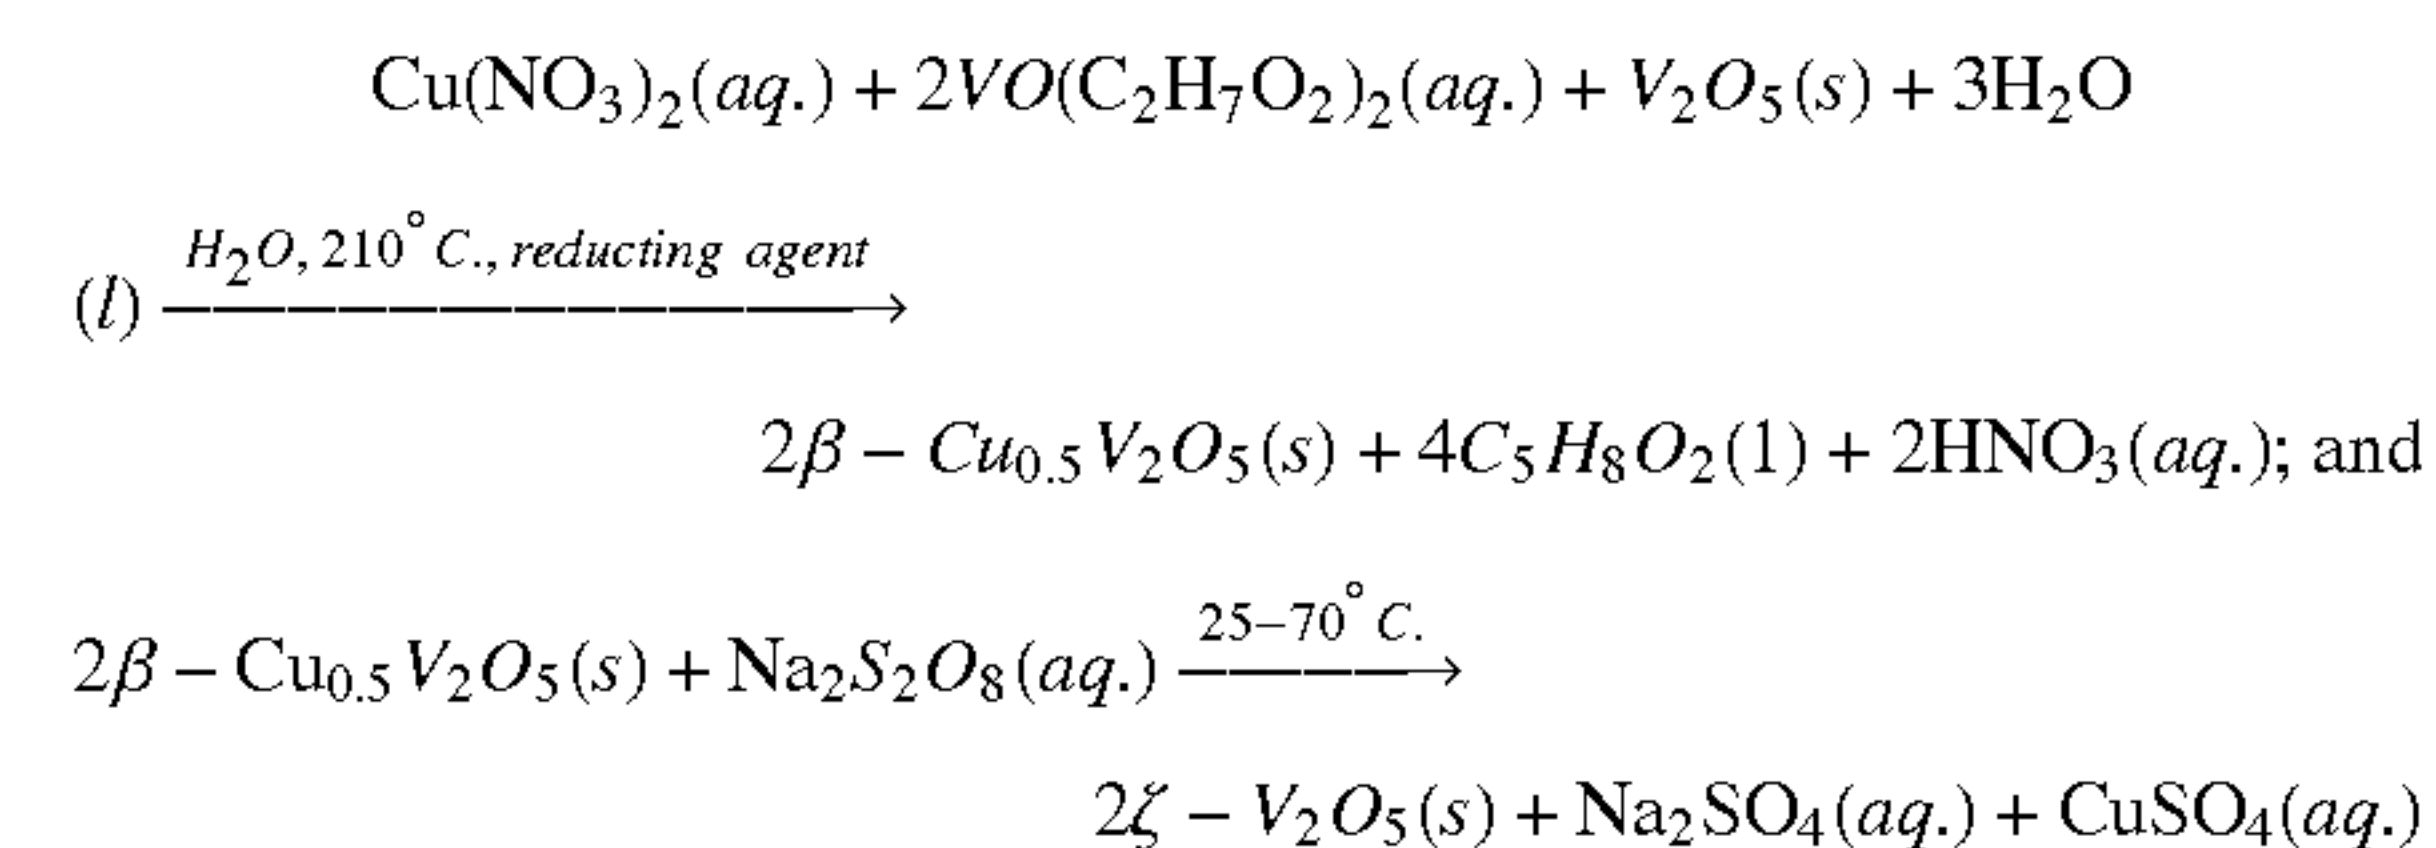 Cu(NO₃)₂(aq.) + 2VO(C₂H₇O₂)₂(aq.) + V₂O₅(s) + 3H₂O
(l) H₂O, 210° C., reducting agent →
2β − Cu₀.₅V₂O₅(s) + 4C₅H₈O₂(1) + 2HNO₃(aq.); and
2β − Cu₀.₅V₂O₅(s) + Na₂S₂O₈(aq.) 25–70° C. →
2ζ − V₂O₅(s) + Na₂SO₄(aq.) + CuSO₄(aq.)